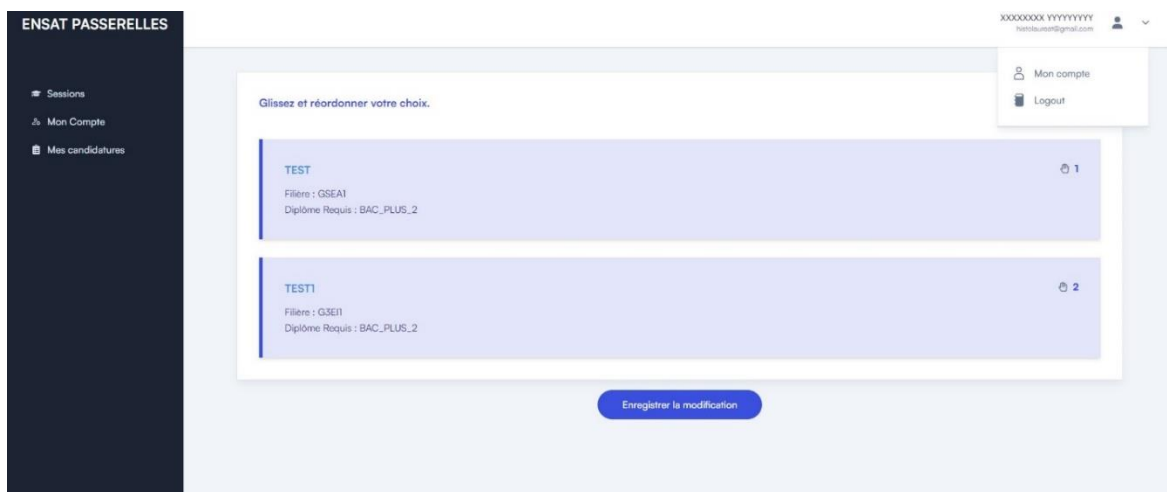 ENSAT PASSERELLES
XXXXXXXX YYYYYYYYY
Sessions
Mon Compte
Mes candidatures
Mon compte
Logout
Glissez et réordonner votre choix.
TEST
1
Filière : GSEA1
Diplôme Requis : BAC_PLUS_2
TEST1
2
Filière : G3EI1
Diplôme Requis : BAC_PLUS_2
Enregistrer la modification